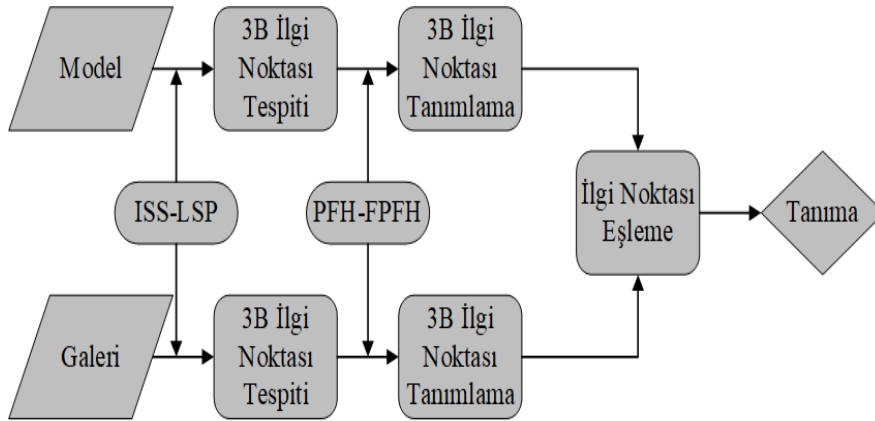 Model
3B İlgi
Noktası
Tespiti
3B İlgi
Noktası
Tanımlama
ISS-LSP
PFH-FPFH
İlgi Noktası
Eşleme
Tanıma
Galeri
3B İlgi
Noktası
Tespiti
3B İlgi
Noktası
Tanımlama